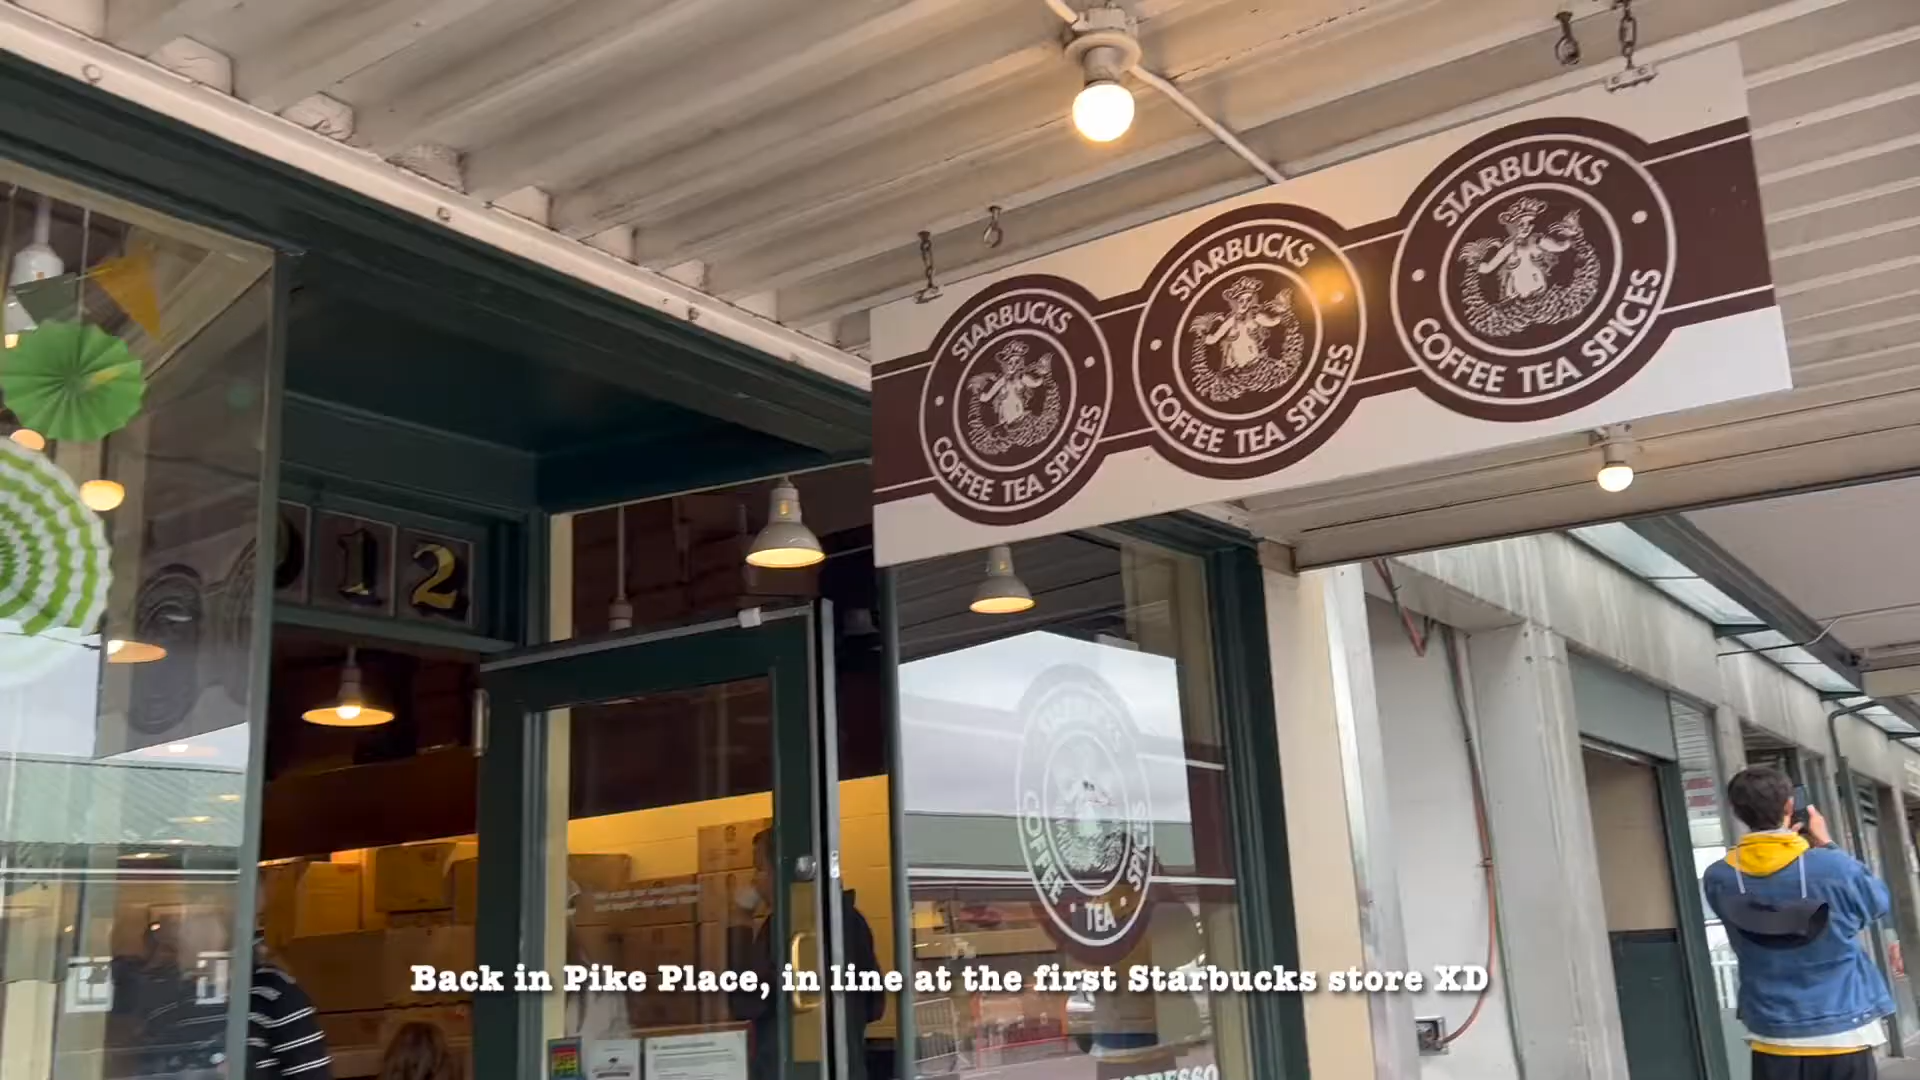 STARBUCKS
COFFEE TEA SPICES
STARBUCKS
COFFEE TEA SPICES
STARBUCKS
COFFEE TEA SPICES
12
COFFEE • TEA • SPICES
Back in Pike Place, in line at the first Starbucks store XD